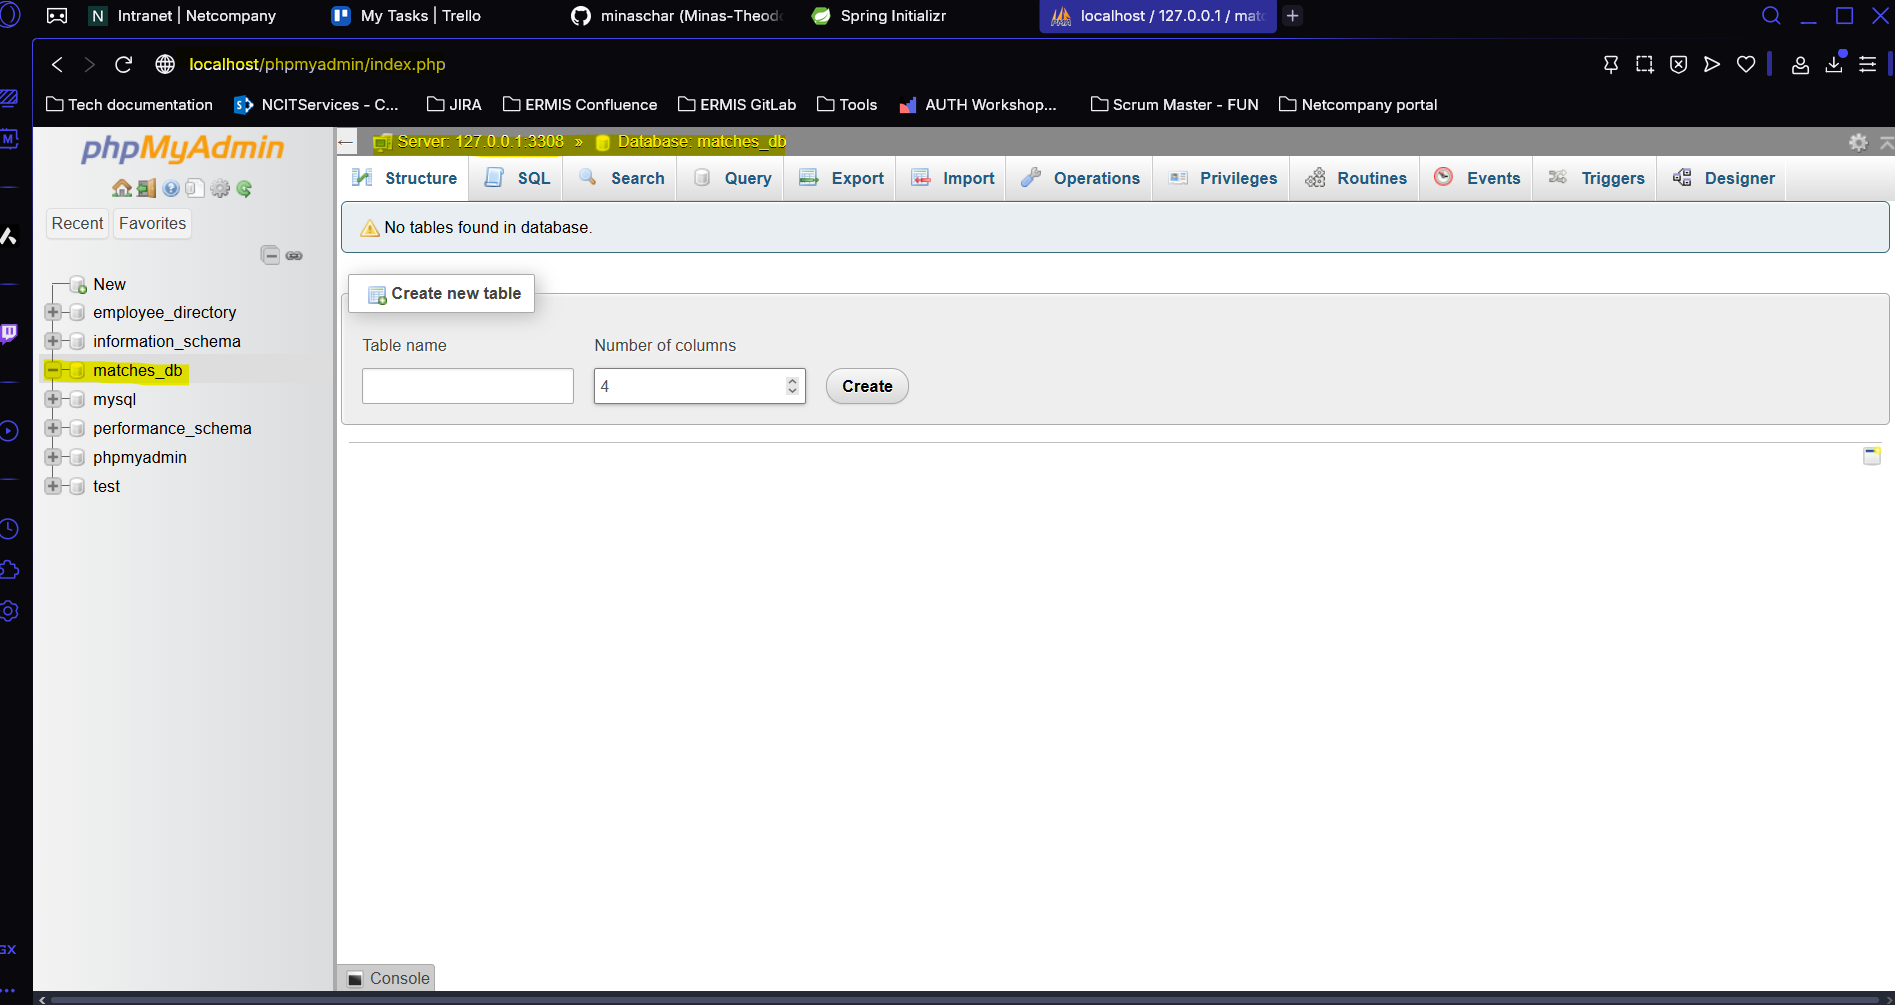 N Intranet | Netcompany
My Tasks | Trello
minaschar (Minas-Theod
Spring Initializr
localhost / 127.0.0.1 / mat
localhost/phpmyadmin/index.php
Tech documentation
NCITServices - C...
JIRA
ERMIS Confluence
ERMIS GitLab
Tools
AUTH Workshop...
Scrum Master - FUN
Netcompany portal
M
phpMyAdmin
Recent
Favorites
New
employee_directory
information_schema
matches_db
mysql
performance_schema
phpmyadmin
test
Server: 127.0.0.1:3308 » Database: matches_db
Structure
SQL
Search
Query
Export
Import
Operations
Privileges
Routines
Events
Triggers
Designer
No tables found in database.
Create new table
Table name
Number of columns
4
Create
Console
GX